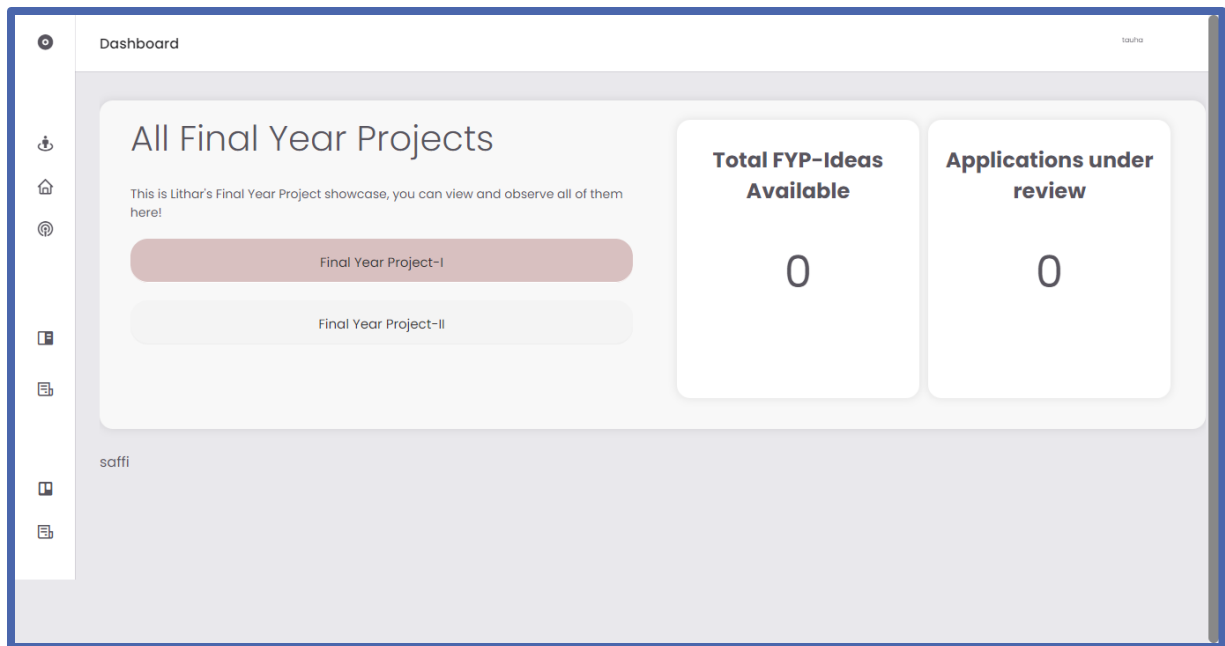 Dashboard
tauha
All Final Year Projects
This is Lithar's Final Year Project showcase, you can view and observe all of them
here!
Final Year Project-I
Final Year Project-II
Total FYP-Ideas
Available
0
Applications under
review
0
saffi